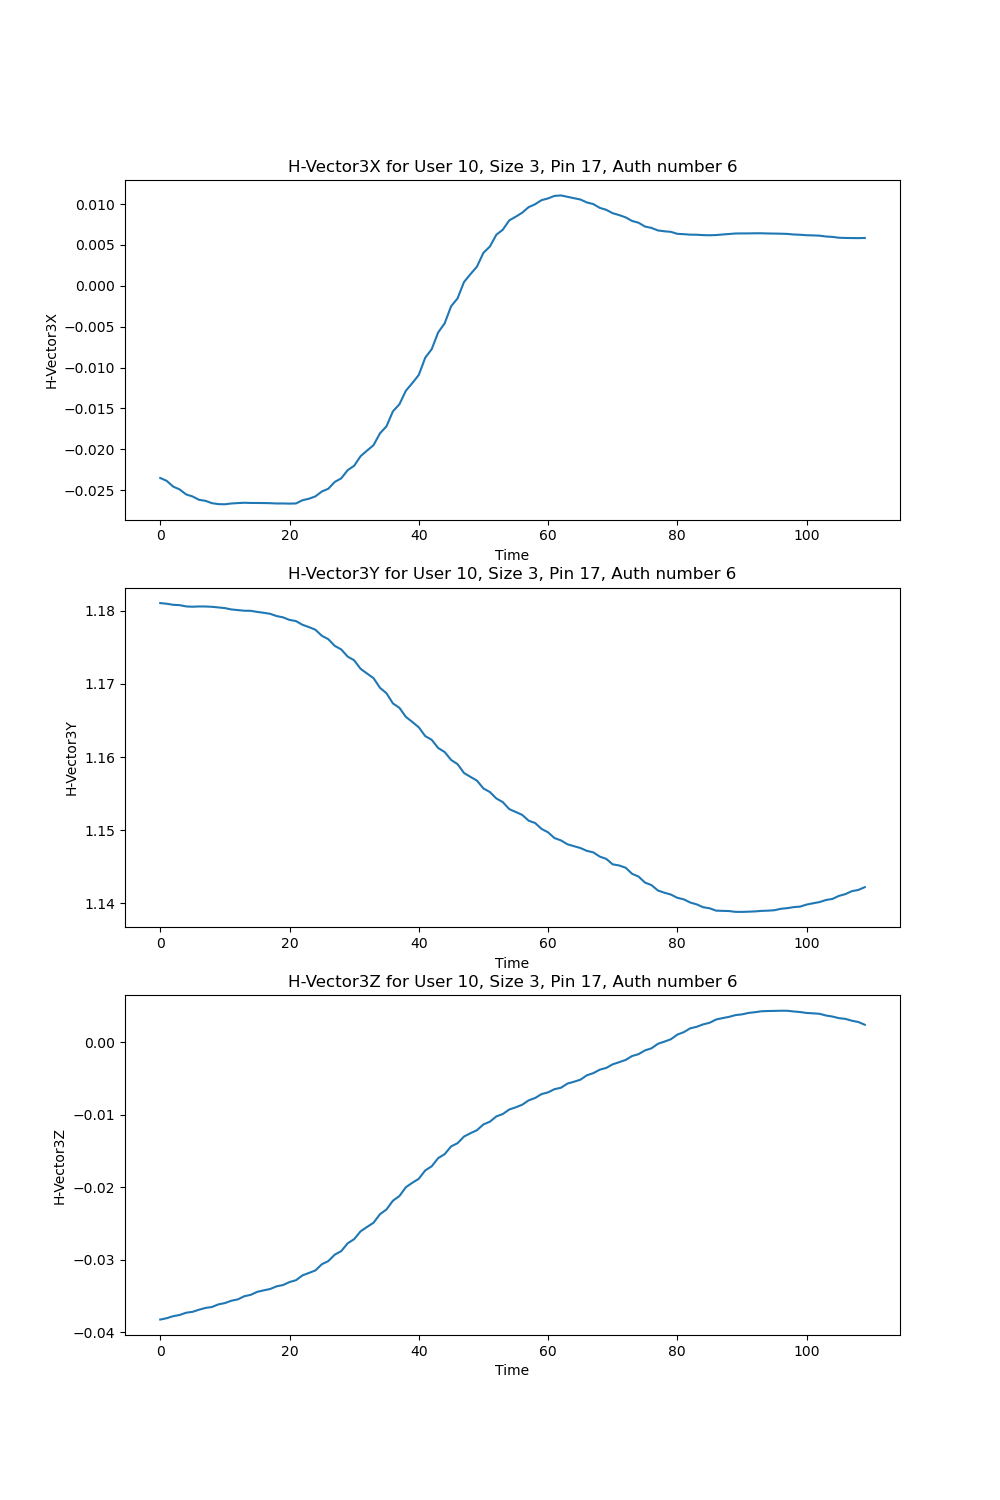 H-Vector3X for User 10, Size 3, Pin 17, Auth number 6
0.010
0.005
0.000
−0.005
−0.010
−0.015
−0.020
−0.025
H-Vector3X
0 20 40 60 80 100
Time
H-Vector3Y for User 10, Size 3, Pin 17, Auth number 6
1.18
1.17
1.16
1.15
1.14
H-Vector3Y
0 20 40 60 80 100
Time
H-Vector3Z for User 10, Size 3, Pin 17, Auth number 6
0.00
−0.01
−0.02
−0.03
−0.04
H-Vector3Z
0 20 40 60 80 100
Time